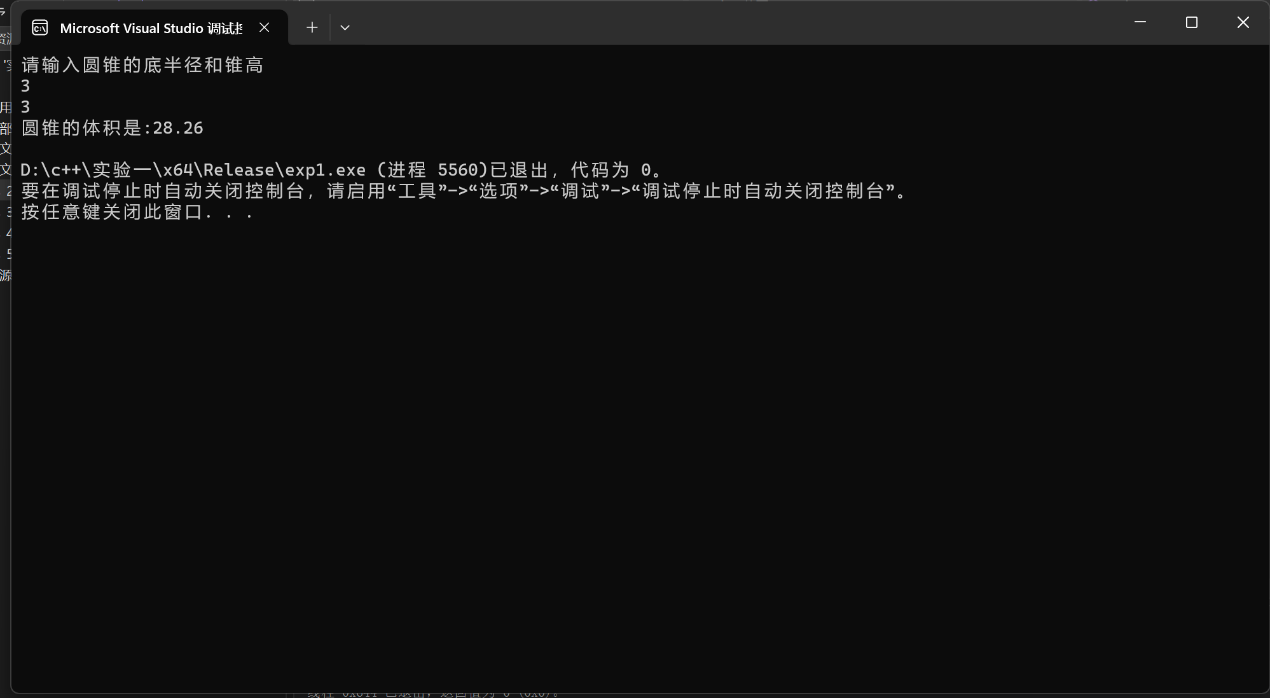 Microsoft Visual Studio 调试控
请输入圆锥的底半径和锥高
3
3
圆锥的体积是:28.26
D:\c++\实验一\x64\Release\exp1.exe (进程 5560)已退出，代码为 0。
要在调试停止时自动关闭控制台，请启用“工具”->“选项”->“调试”->“调试停止时自动关闭控制台”。
按任意键关闭此窗口. . .